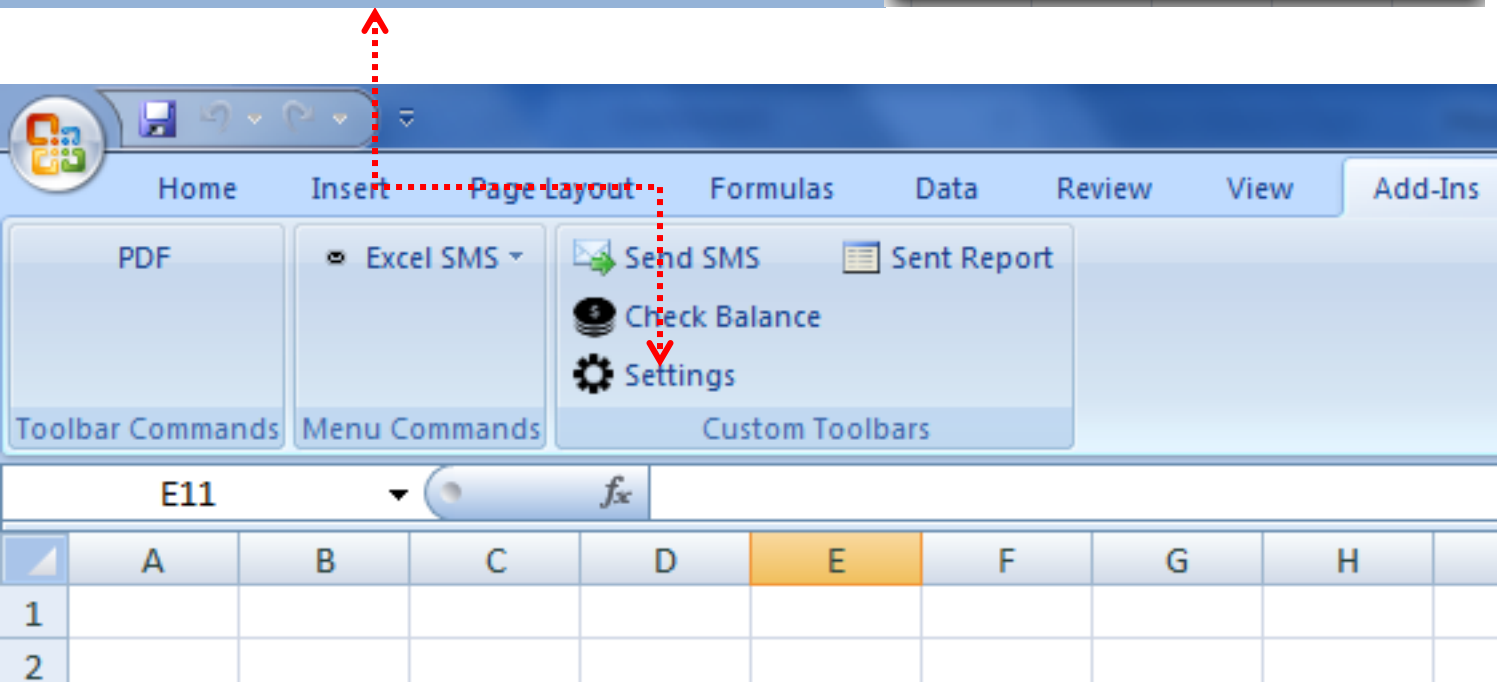 Home Insert Page Layout Formulas Data Review View Add-Ins
PDF Excel SMS Send SMS Sent Report
Check Balance
Settings
Toolbar Commands Menu Commands Custom Toolbars
E11 fx
A B C D E F G H
1
2